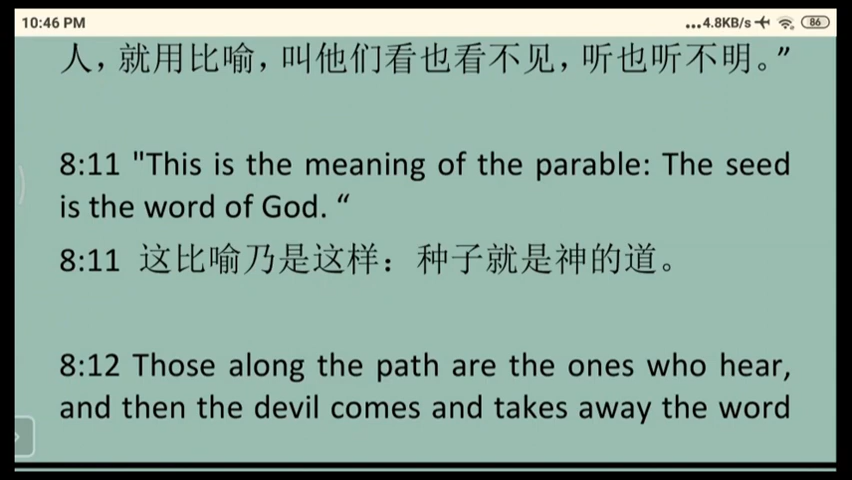 10:46 PM
...4.8KB/s
86
人，就用比喻，叫他们看也看不见，听也听不明。”
8:11 "This is the meaning of the parable: The seed
is the word of God. “
8:11 这比喻乃是这样：种子就是神的道。
8:12 Those along the path are the ones who hear,
and then the devil comes and takes away the word